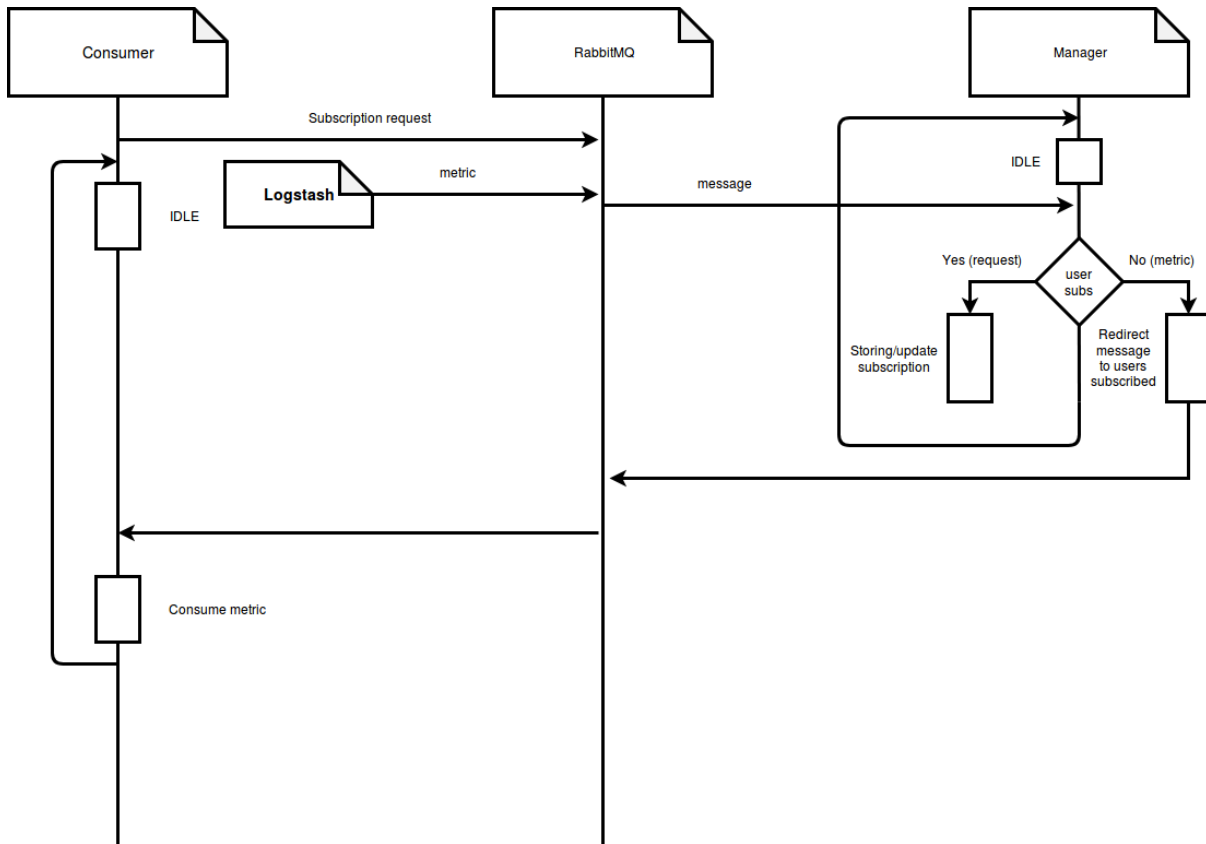 Consumer
RabbitMQ
Manager
Subscription request
metric
IDLE
Logstash
message
IDLE
Yes (request)
No (metric)
user
subs
Storing/update
subscription
Redirect
message
to users
subscribed
Consume metric